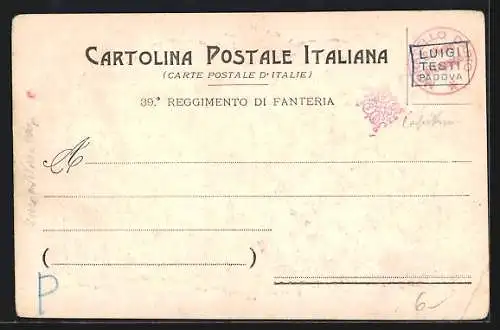 CARTOLINA POSTALE ITALIANA
(CARTE POSTALE D'ITALIE)
39.ª REGGIMENTO DI FANTERIA
LUIGI
TESTI
PADOVA
A
( )
P
6-